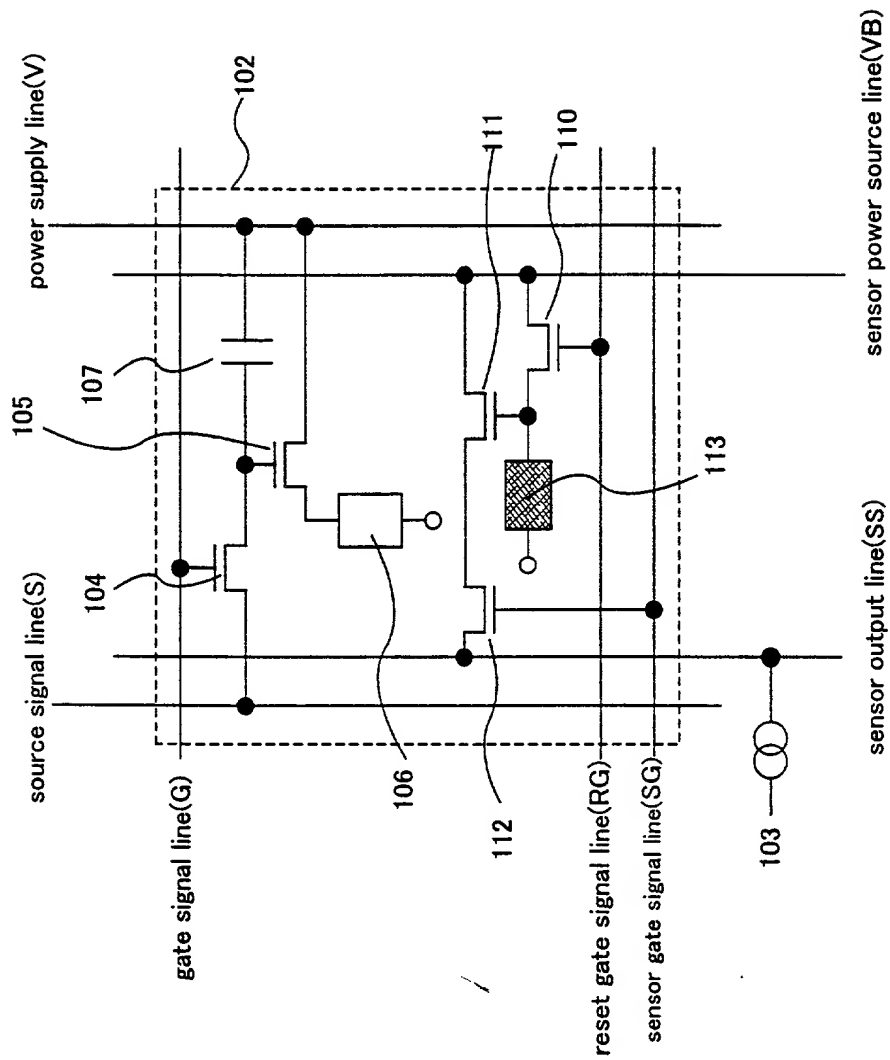 source signal line(S)
power supply line(V)
102
105
107
104
gate signal line(G)
111
110
106
112
113
reset gate signal line(RG)
sensor gate signal line(SG)
103
sensor output line(SS)
sensor power source line(VB)